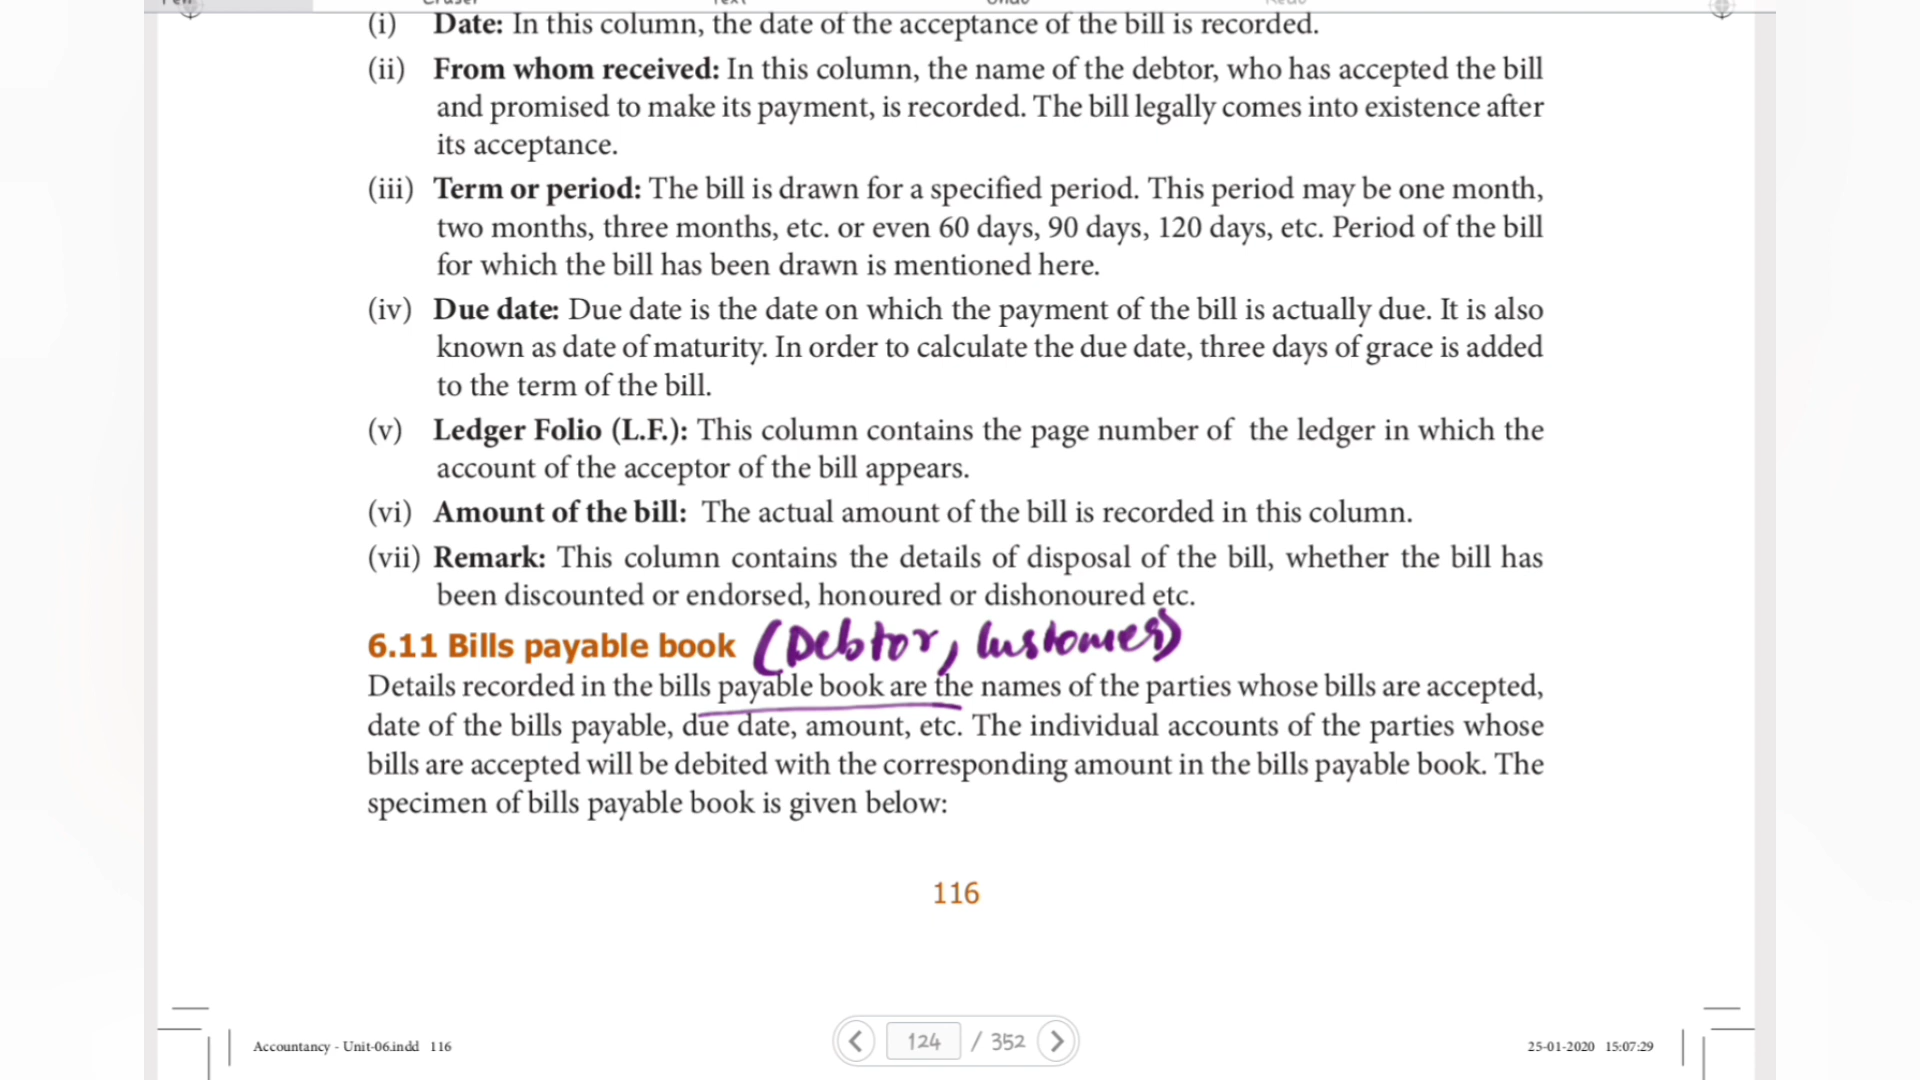 (i) Date: In this column, the date of the acceptance of the bill is recorded.
(ii) From whom received: In this column, the name of the debtor, who has accepted the bill
and promised to make its payment, is recorded. The bill legally comes into existence after
its acceptance.
(iii) Term or period: The bill is drawn for a specified period. This period may be one month,
two months, three months, etc. or even 60 days, 90 days, 120 days, etc. Period of the bill
for which the bill has been drawn is mentioned here.
(iv) Due date: Due date is the date on which the payment of the bill is actually due. It is also
known as date of maturity. In order to calculate the due date, three days of grace is added
to the term of the bill.
(v) Ledger Folio (L.F.): This column contains the page number of the ledger in which the
account of the acceptor of the bill appears.
(vi) Amount of the bill: The actual amount of the bill is recorded in this column.
(vii) Remark: This column contains the details of disposal of the bill, whether the bill has
been discounted or endorsed, honoured or dishonoured etc.
6.11 Bills payable book (Debtor, Customer)
Details recorded in the bills payable book are the names of the parties whose bills are accepted,
date of the bills payable, due date, amount, etc. The individual accounts of the parties whose
bills are accepted will be debited with the corresponding amount in the bills payable book. The
specimen of bills payable book is given below:
116
Accountancy - Unit-06.indd 116
124 / 352
25-01-2020 15:07:29